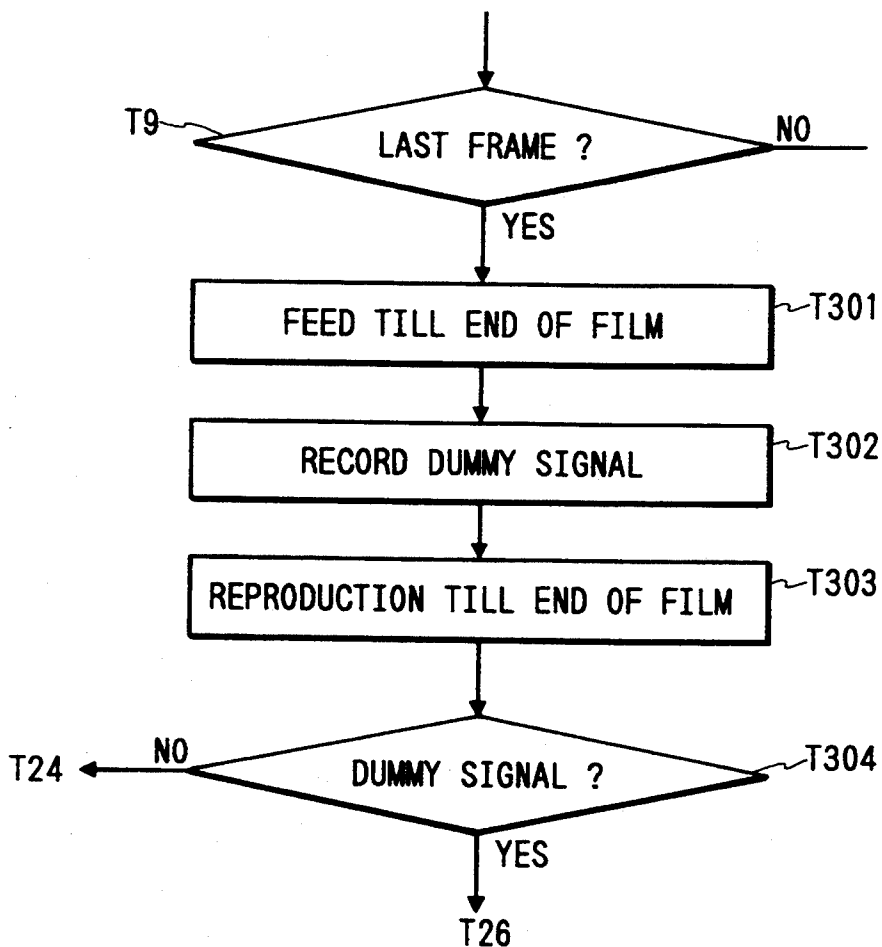 T9
LAST FRAME ?
NO
YES
FEED TILL END OF FILM
T301
RECORD DUMMY SIGNAL
T302
REPRODUCTION TILL END OF FILM
T303
T24
NO
DUMMY SIGNAL ?
T304
YES
T26